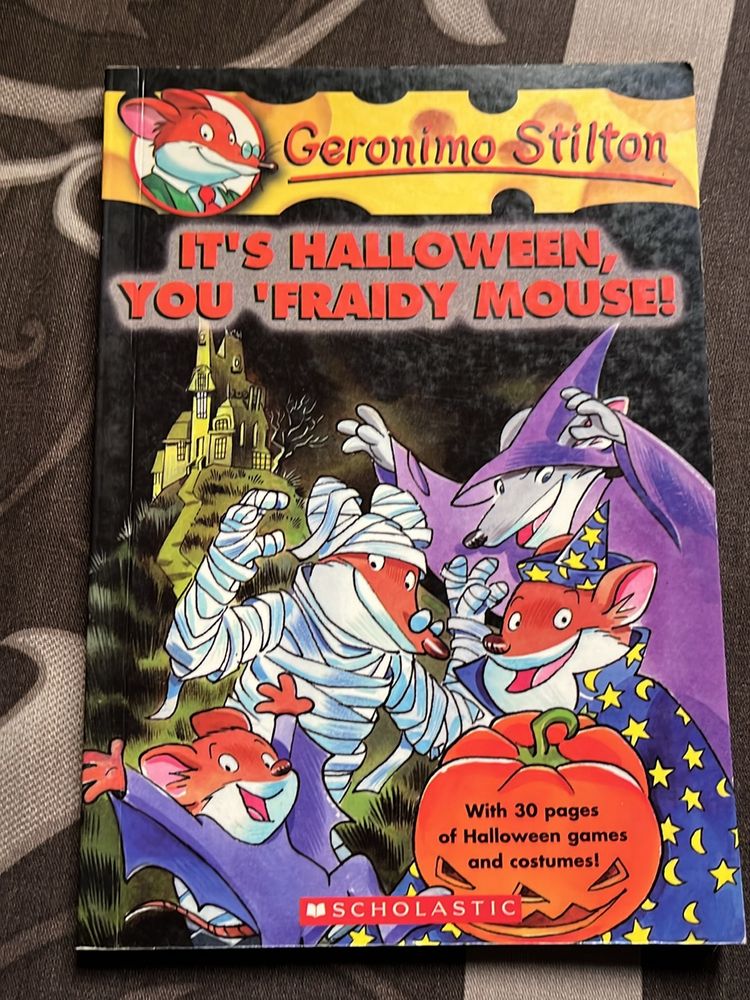 Geronimo Stilton
IT'S HALLOWEEN,
YOU 'FRAIDY MOUSE!
With 30 pages
of Halloween games
and costumes!
SCHOLASTIC